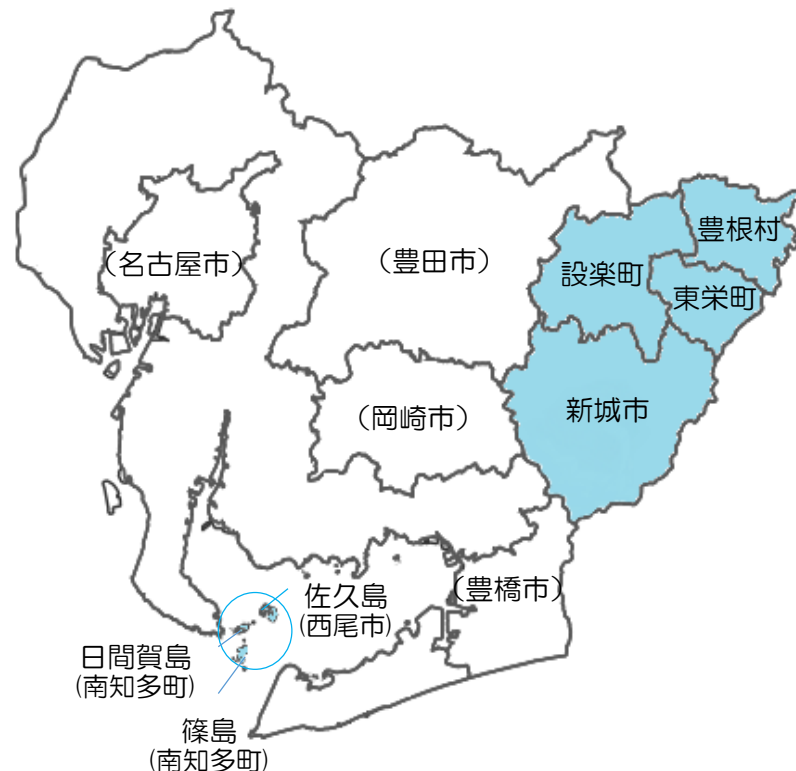 豊根村
(名古屋市)
(豊田市)
設楽町
東栄町
新城市
(岡崎市)
佐久島
(西尾市)
(豊橋市)
日間賀島
(南知多町)
篠島
(南知多町)